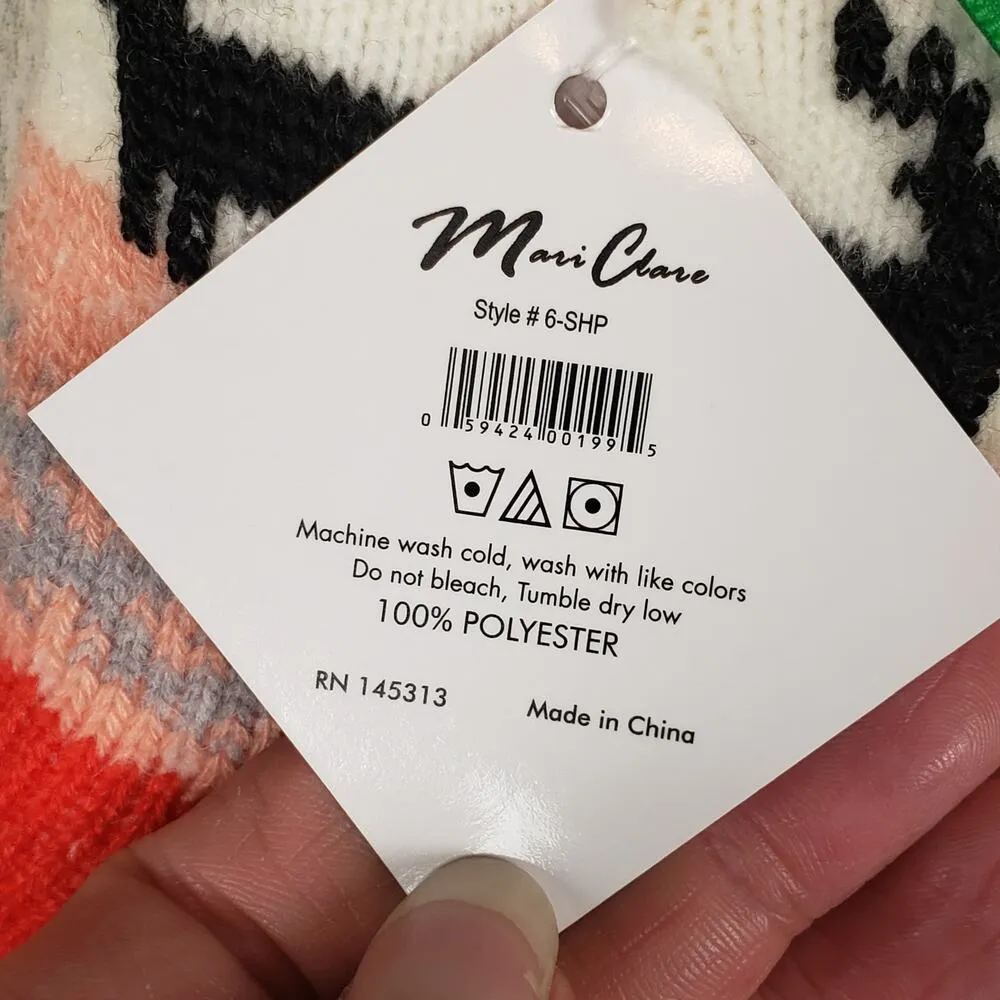 Mari Clare
Style # 6-SHP
0 59424 00199 5
Machine wash cold, wash with like colors
Do not bleach, Tumble dry low
100% POLYESTER
RN 145313
Made in China